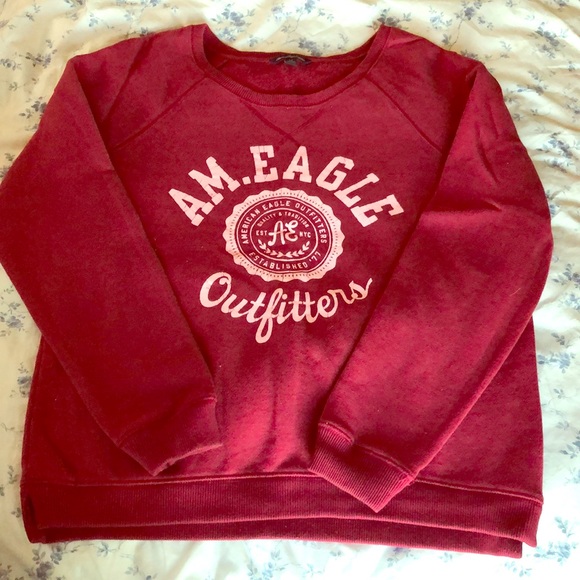 AM. EAGLE
AMERICAN EAGLE OUTFITTERS
QUALITY & TRADITION
EST AE NYC
ESTABLISHED '77
Outfitters